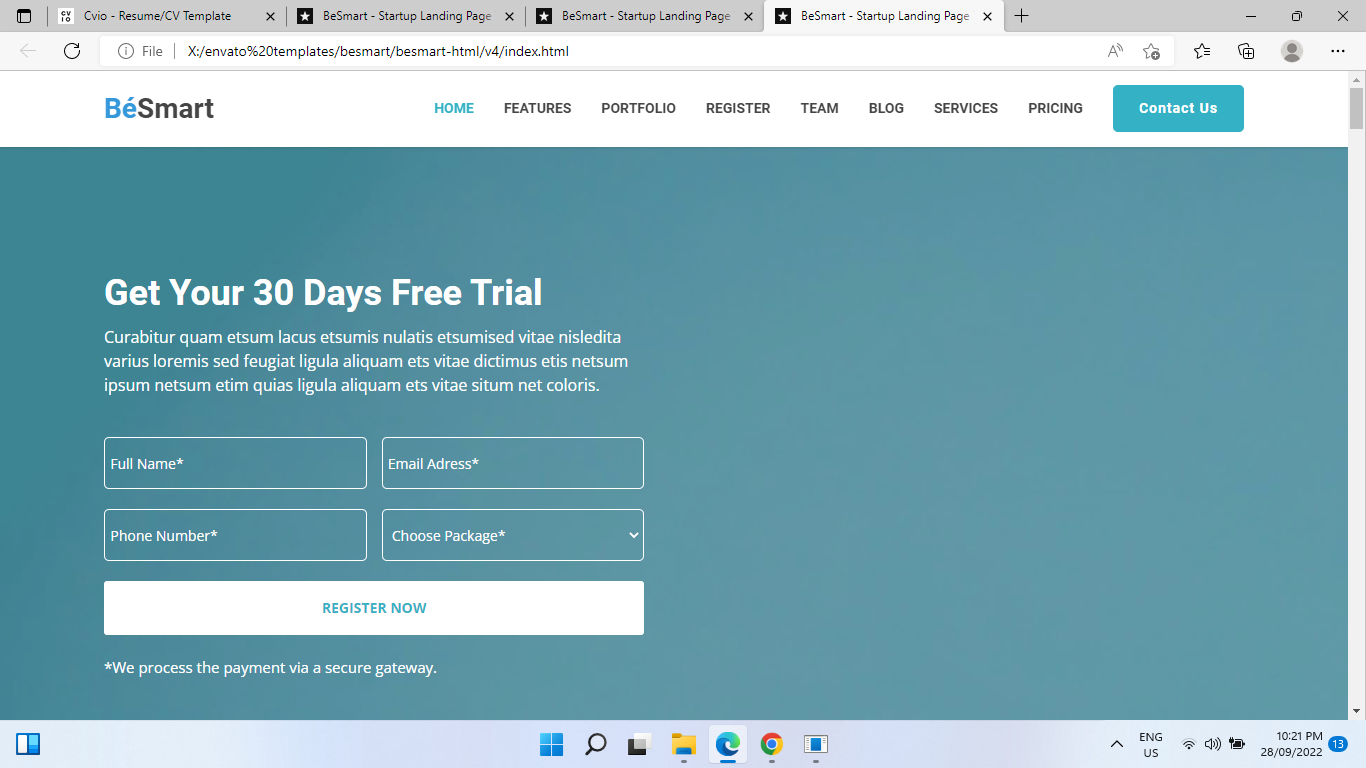 Cvio - Resume/CV Template
BeSmart - Startup Landing Page
BeSmart - Startup Landing Page
BeSmart - Startup Landing Page
File
X:/envato%20templates/besmart/besmart-html/v4/index.html
BéSmart
HOME
FEATURES
PORTFOLIO
REGISTER
TEAM
BLOG
SERVICES
PRICING
Contact Us
Get Your 30 Days Free Trial
Curabitur quam etsum lacus etsumis nulatis etsumised vitae nisledita
varius loremis sed feugiat ligula aliquam ets vitae dictimus etis netsum
ipsum netsum etim quias ligula aliquam ets vitae situm net coloris.
Full Name*
Email Adress*
Phone Number*
Choose Package*
REGISTER NOW
*We process the payment via a secure gateway.
ENG
US
10:21 PM
28/09/2022
13